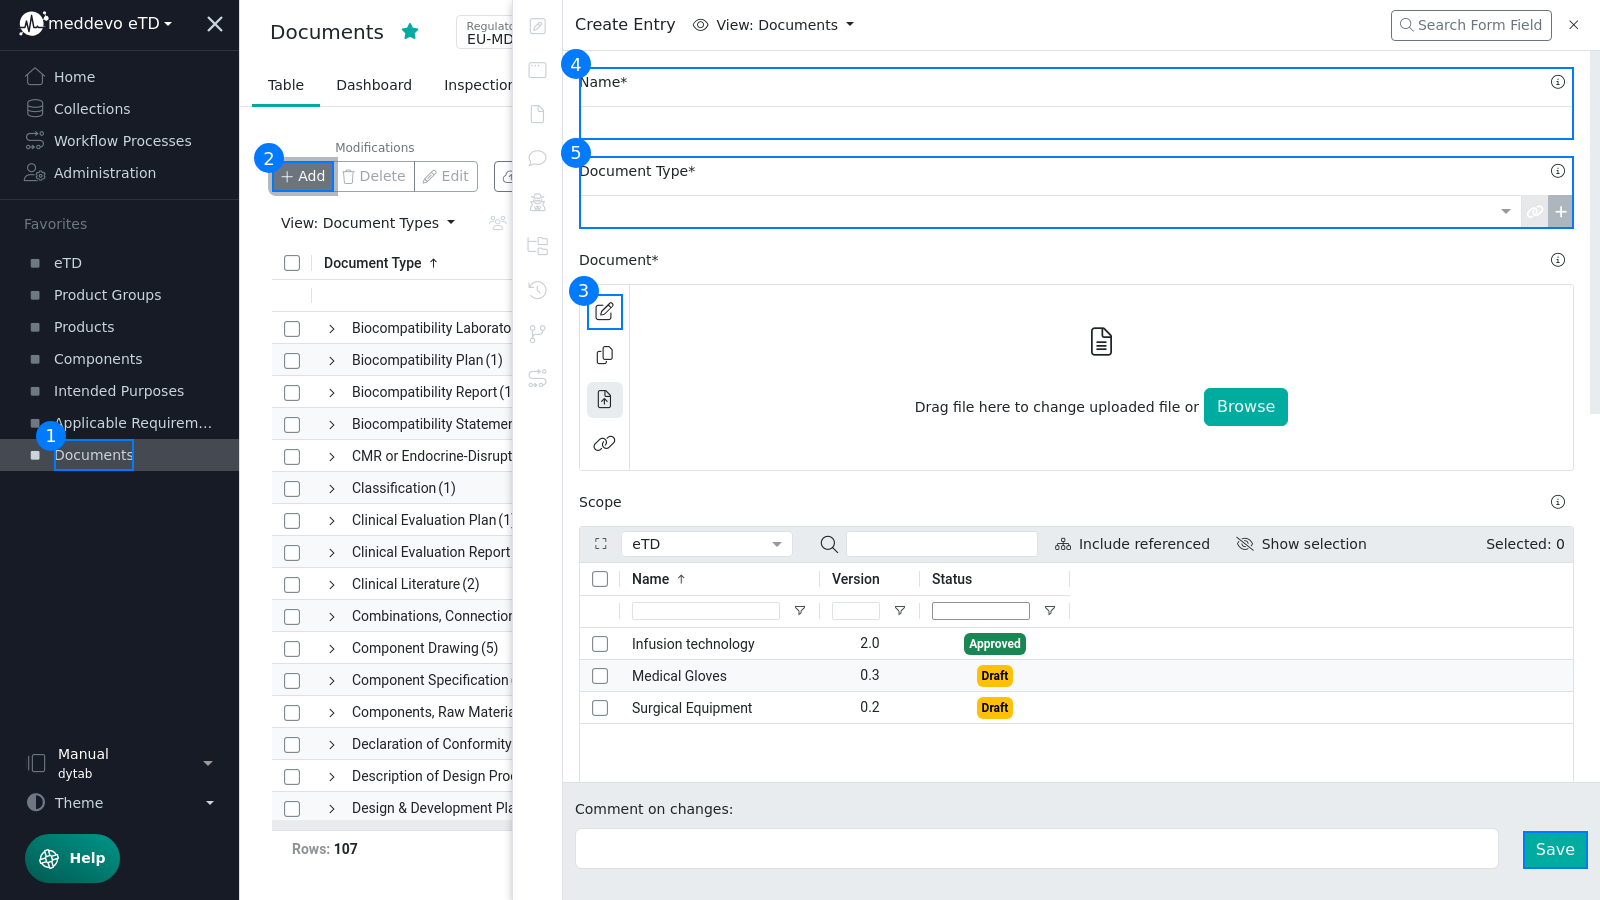 meddevo eTD
Home
Collections
Workflow Processes
Administration
Favorites
eTD
Product Groups
Products
Components
Intended Purposes
Applicable Requirem...
1
Documents
Manual
dytab
Theme
Help
Documents
Regulato
EU-MD
Table
Dashboard
Inspection
Modifications
2
Add
Delete
Edit
View: Document Types
Document Type
Biocompatibility Laborato
Biocompatibility Plan (1)
Biocompatibility Report (1
Biocompatibility Statemen
CMR or Endocrine-Disrupt
Classification (1)
Clinical Evaluation Plan (1)
Clinical Evaluation Report
Clinical Literature (2)
Combinations, Connection
Component Drawing (5)
Component Specification
Components, Raw Materia
Declaration of Conformity
Description of Design Proc
Design & Development Pla
Rows: 107
Create Entry
View: Documents
Search Form Field
4
Name*
5
Document Type*
Document*
3
Drag file here to change uploaded file or Browse
Scope
eTD
Include referenced
Show selection
Selected: 0
Name
Version
Status
Infusion technology 2.0 Approved
Medical Gloves 0.3 Draft
Surgical Equipment 0.2 Draft
Comment on changes:
Save